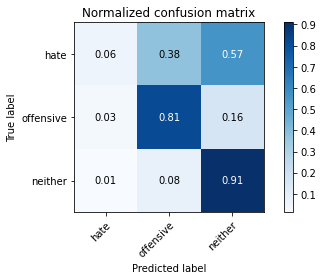 Normalized confusion matrix
True label
hate 0.06 0.38 0.57
offensive 0.03 0.81 0.16
neither 0.01 0.08 0.91
hate offensive neither
Predicted label
0.9
0.8
0.7
0.6
0.5
0.4
0.3
0.2
0.1